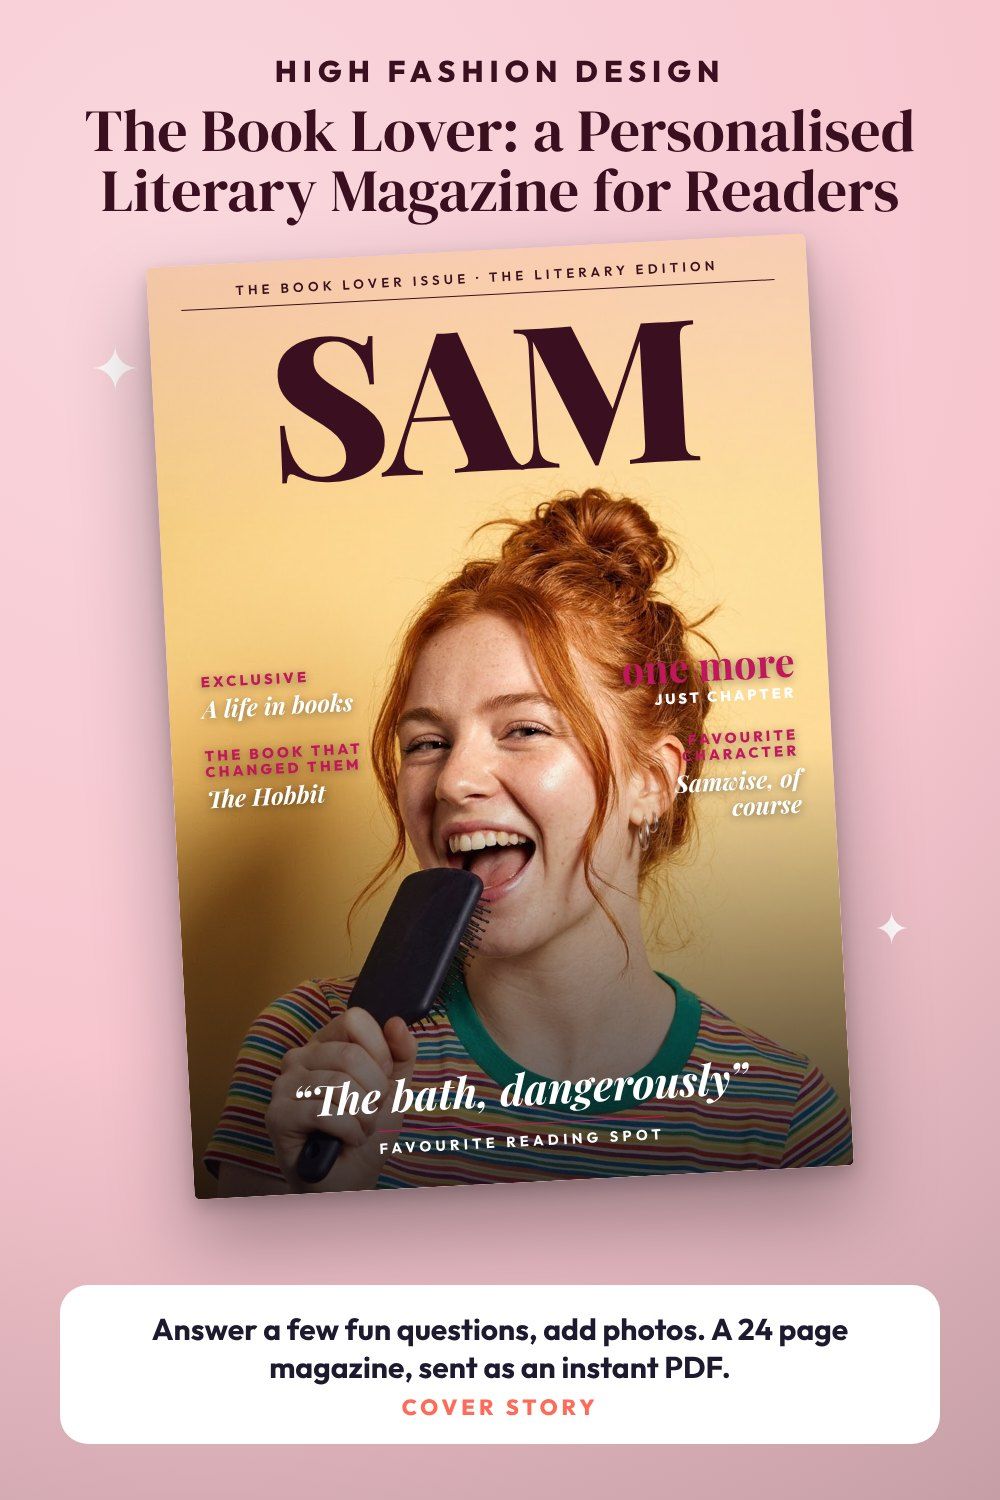 HIGH FASHION DESIGN
The Book Lover: a Personalised
Literary Magazine for Readers
THE BOOK LOVER ISSUE · THE LITERARY EDITION
SAM
EXCLUSIVE
A life in books
THE BOOK THAT
CHANGED THEM
The Hobbit
one more
JUST CHAPTER
FAVOURITE
CHARACTER
Samwise, of
course
“The bath, dangerously”
FAVOURITE READING SPOT
Answer a few fun questions, add photos. A 24 page
magazine, sent as an instant PDF.
COVER STORY